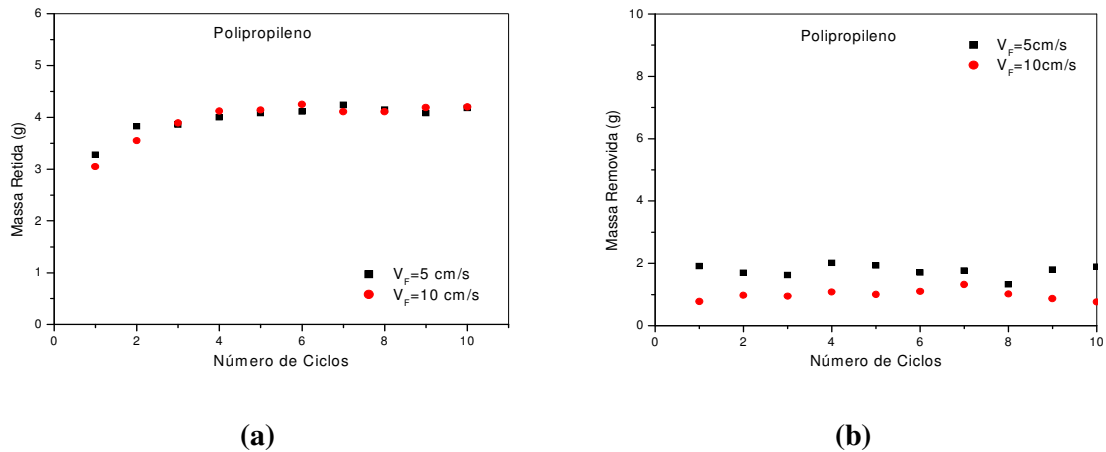 Polipropileno
Massa Retida (g)
6
5
4
3
2
1
0
V_F=5 cm/s
V_F=10 cm/s
0 2 4 6 8 10
Número de Ciclos
(a)
Polipropileno
V_F=5cm/s
V_F=10cm/s
Massa Removida (g)
10
8
6
4
2
0
0 2 4 6 8 10
Número de Ciclos
(b)